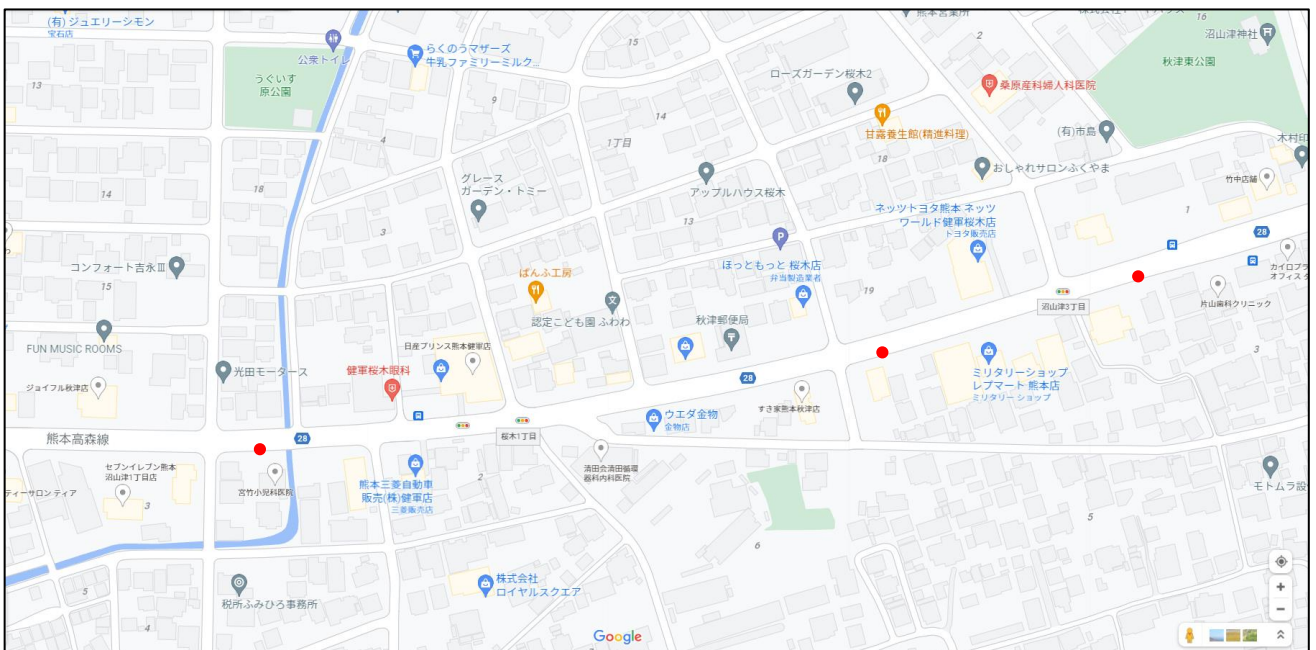 (有) ジュエリーシモン
宝石店
公衆トイレ
らくのうマザーズ
牛乳ファミリーミルク...
うぐいす
原公園
13
15
9
14
4
1丁目
熊本営業所
2
16
沼山津神社
秋津東公園
ローズガーデン桜木2
桑原産科婦人科医院
甘露養生館(精進料理)
(有)市島
木村印
18
おしゃれサロンふくやま
竹中店舗
14
18
グレース
ガーデン・トミー
アップルハウス桜木
13
3
ネッツトヨタ熊本 ネッツ
ワールド健軍桜木店
トヨタ販売店
1
28
コンフォート吉永Ⅲ
15
ばんふ工房
ほっともっと 桜木店
弁当製造業者
19
カイロプラ
オフィス
沼山津3丁目
片山歯科クリニック
認定こども園 ふわわ
秋津郵便局
FUN MUSIC ROOMS
日産プリンス熊本健軍店
3
光田モータース
健軍桜木眼科
ジョイフル秋津店
28
ミリタリーショップ
レプマート 熊本店
ミリタリー ショップ
ウエダ金物
金物店
すき家熊本秋津店
熊本高森線
28
桜木1丁目
セブンイレブン熊本
沼山津1丁目店
ティーサロン ティア
3
宮竹小児科医院
熊本三菱自動車
販売(株)健軍店
三菱販売店
2
清田会清田循環
器科内科医院
モトムラ設
5
6
株式会社
ロイヤルスクエア
5
税所ふみひろ事務所
4
Google